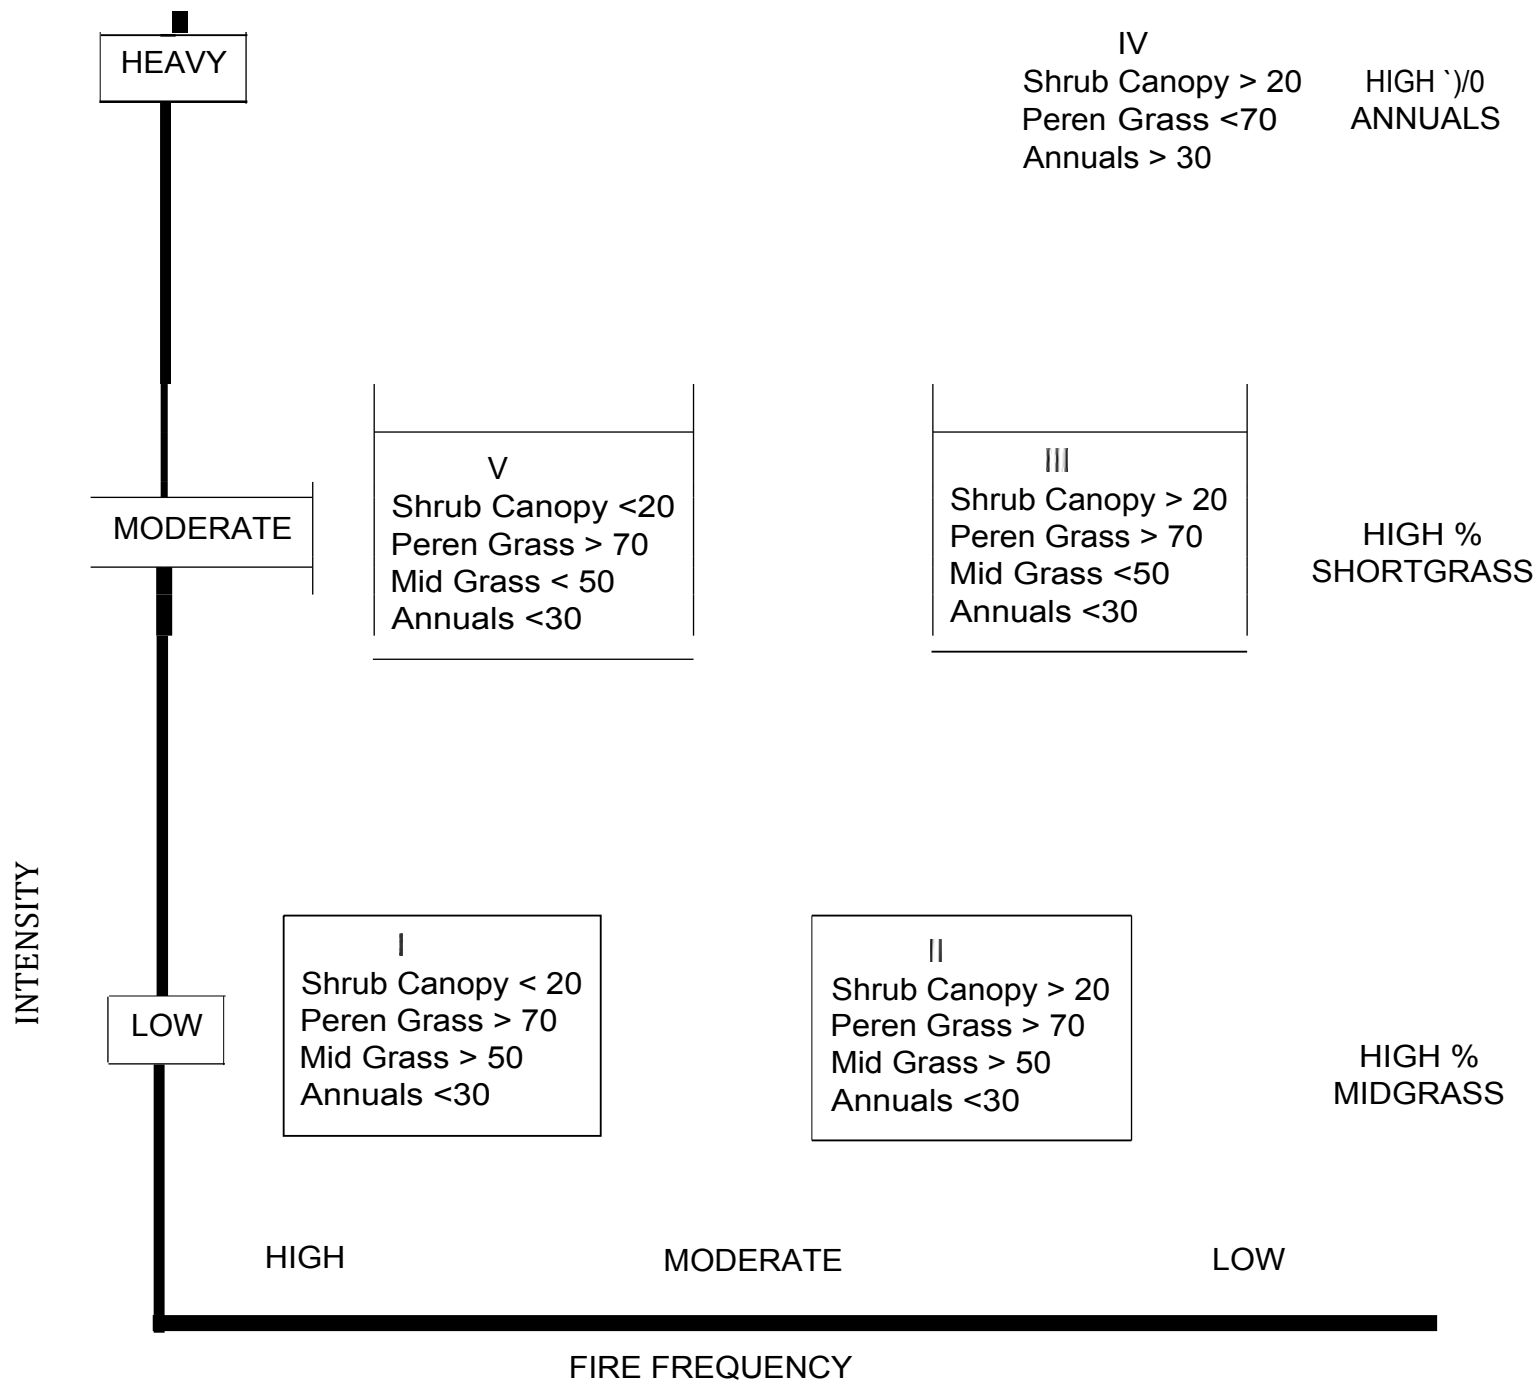 HEAVY
IV
Shrub Canopy > 20
Peren Grass <70
Annuals > 30
HIGH `)/0
ANNUALS
V
Shrub Canopy <20
Peren Grass > 70
Mid Grass < 50
Annuals <30
III
Shrub Canopy > 20
Peren Grass > 70
Mid Grass <50
Annuals <30
MODERATE
HIGH %
SHORTGRASS
INTENSITY
LOW
I
Shrub Canopy < 20
Peren Grass > 70
Mid Grass > 50
Annuals <30
II
Shrub Canopy > 20
Peren Grass > 70
Mid Grass > 50
Annuals <30
HIGH %
MIDGRASS
HIGH
MODERATE
LOW
FIRE FREQUENCY